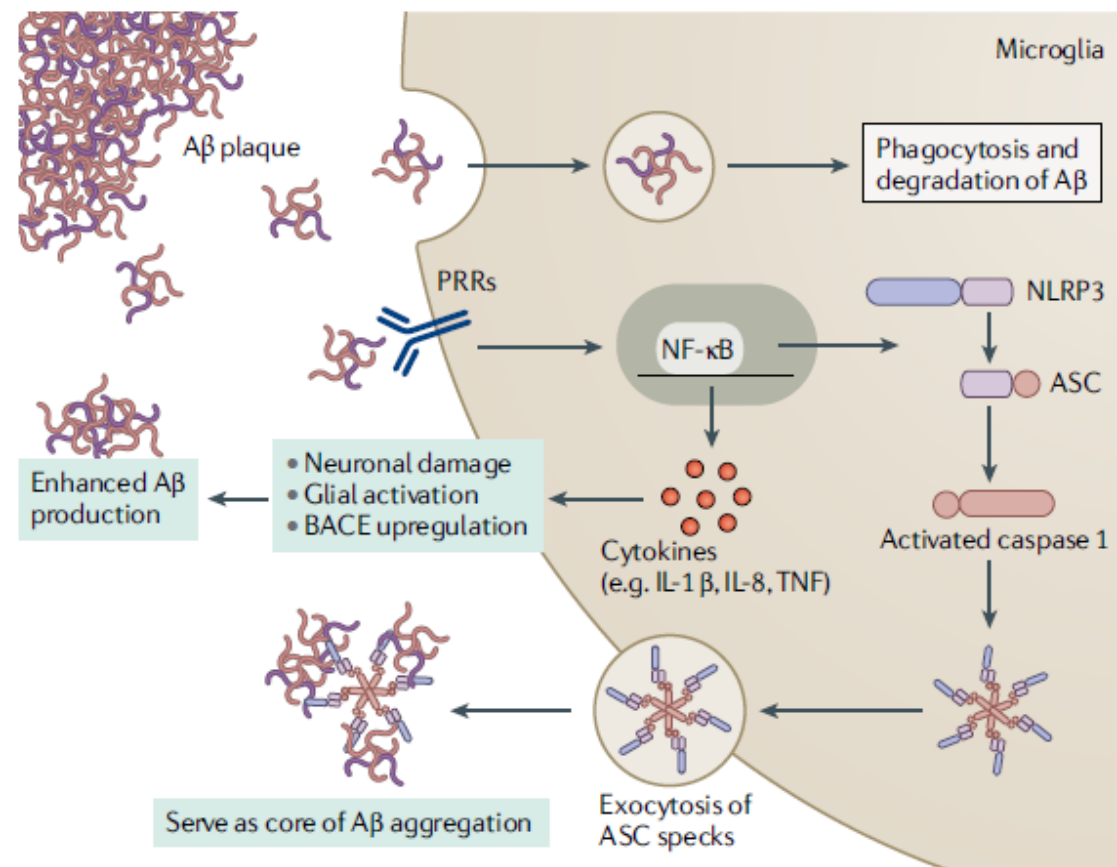 Microglia
Aβ plaque
Phagocytosis and
degradation of Aβ
PRRs
NLRP3
NF-κB
ASC
• Neuronal damage
• Glial activation
• BACE upregulation
Enhanced Aβ
production
Cytokines
(e.g. IL-1β, IL-8, TNF)
Activated caspase 1
Exocytosis of
ASC specks
Serve as core of Aβ aggregation